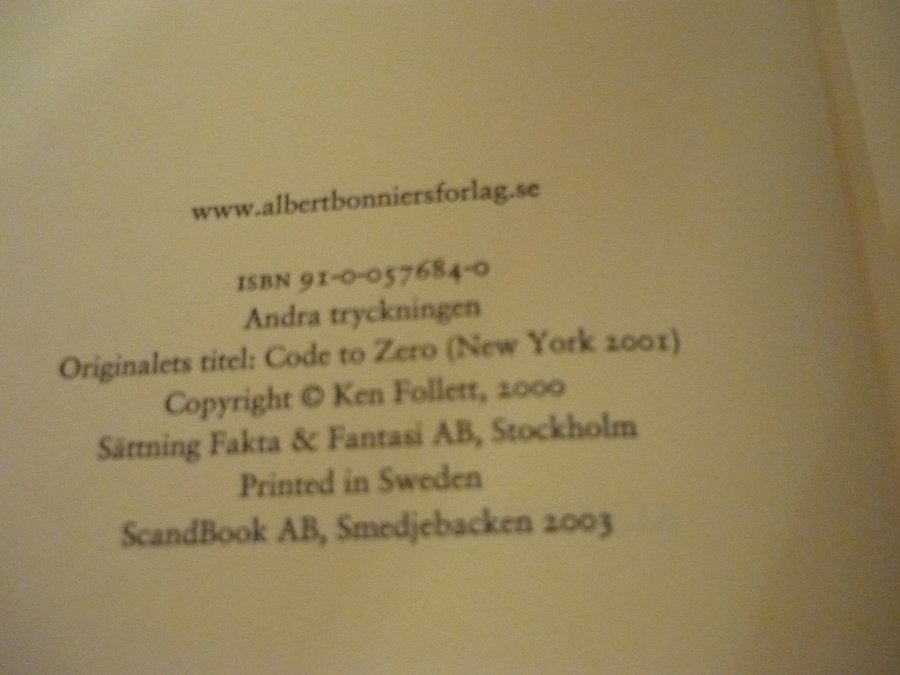 www.albertbonniersforlag.se
ISBN 91-0-057684-0
Andra tryckningen
Originalets titel: Code to Zero (New York 2001)
Copyright © Ken Follett, 2000
Sättning Fakta & Fantasi AB, Stockholm
Printed in Sweden
ScandBook AB, Smedjebacken 2003